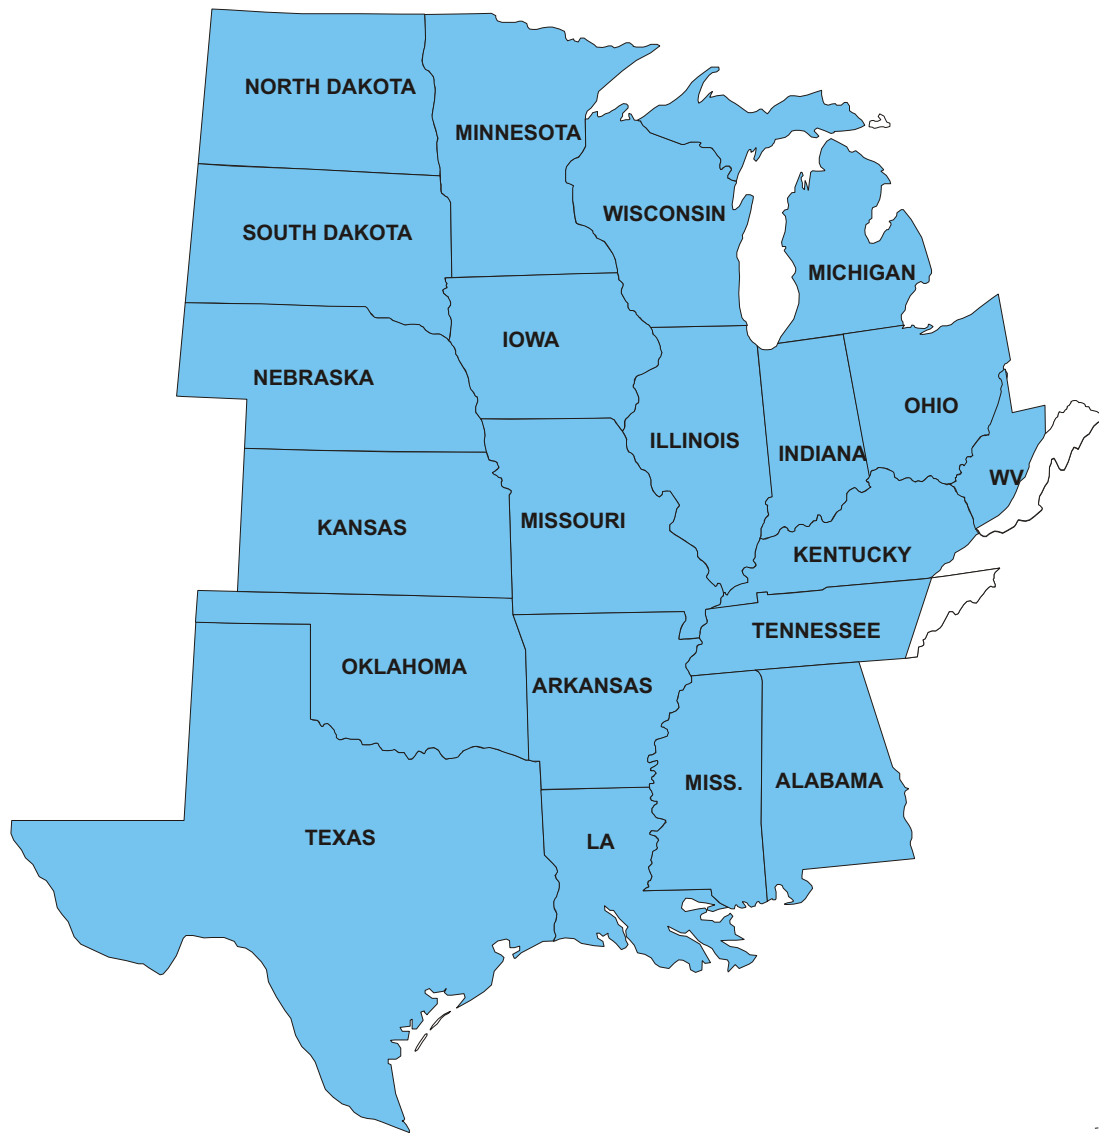 NORTH DAKOTA
MINNESOTA
WISCONSIN
SOUTH DAKOTA
MICHIGAN
IOWA
NEBRASKA
OHIO
ILLINOIS
INDIANA
WV
MISSOURI
KANSAS
KENTUCKY
TENNESSEE
OKLAHOMA
ARKANSAS
MISS.
ALABAMA
TEXAS
LA